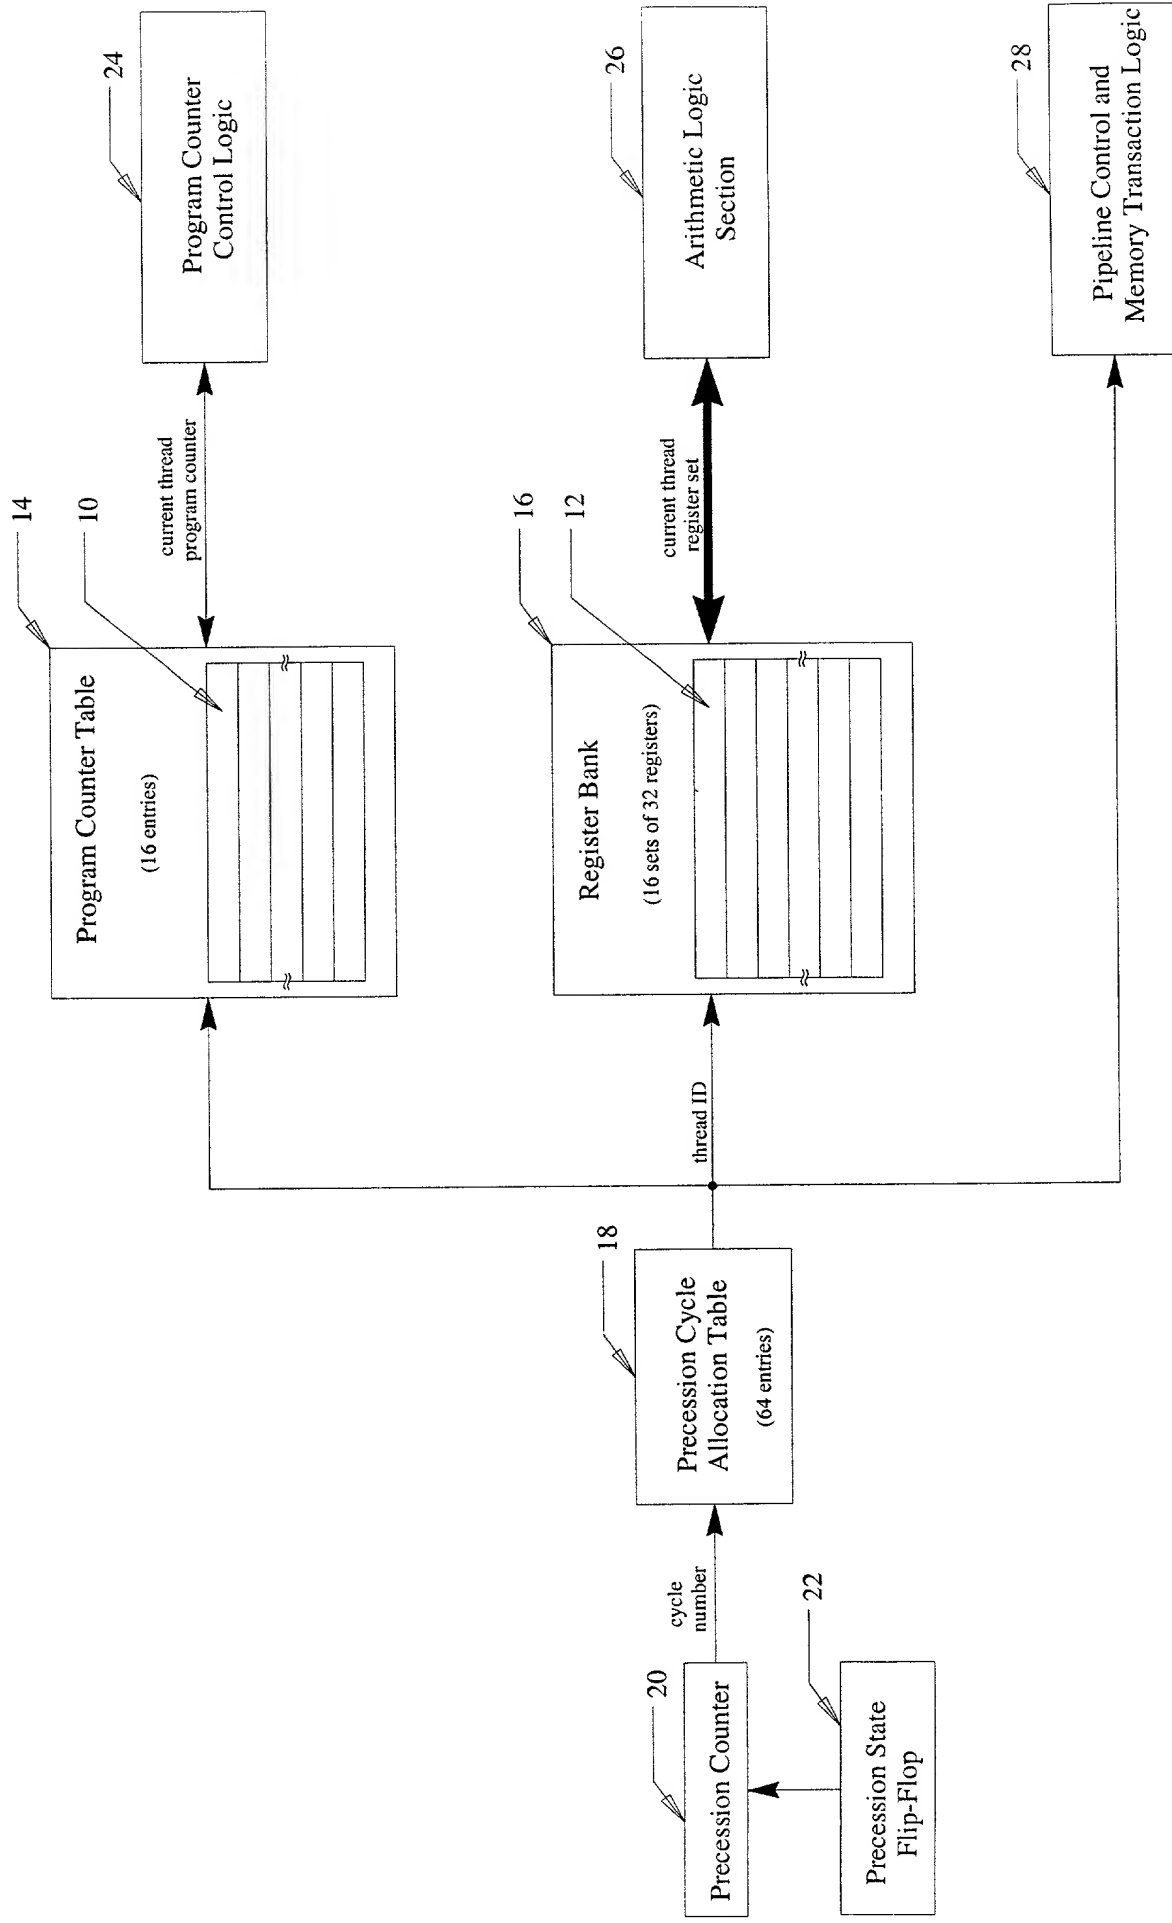 24
Program Counter
Control Logic
14
10
current thread
program counter
Program Counter Table
(16 entries)
26
Arithmetic Logic
Section
16
12
current thread
register set
Register Bank
(16 sets of 32 registers)
28
Pipeline Control and
Memory Transaction Logic
thread ID
18
Precession Cycle
Allocation Table
(64 entries)
cycle
number
20
Precession Counter
22
Precession State
Flip-Flop